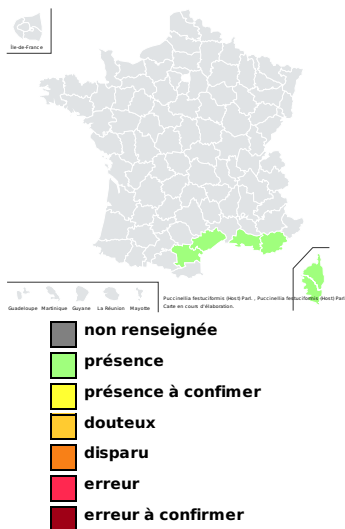 Île-de-France
Guadeloupe Martinique Guyane La Réunion Mayotte
Puccinellia festuciformis (Host) Parl. , Puccinellia festuciformis (Host) Parl
Carte en cours d'élaboration.
non renseignée
présence
présence à confimer
douteux
disparu
erreur
erreur à confirmer